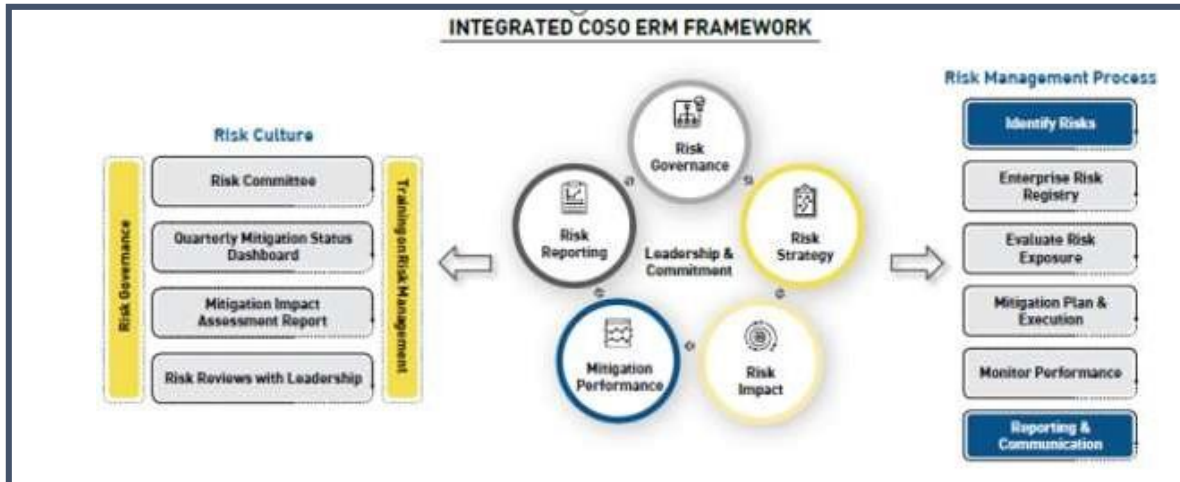 INTEGRATED COSO ERM FRAMEWORK
Risk Culture
Risk Governance
Risk Committee
Quarterly Mitigation Status
Dashboard
Mitigation Impact
Assessment Report
Risk Reviews with Leadership
Training on Risk Management
Risk
Governance
Risk
Strategy
Risk
Impact
Mitigation
Performance
Risk
Reporting
Leadership &
Commitment
Risk Management Process
Identify Risks
Enterprise Risk
Registry
Evaluate Risk
Exposure
Mitigation Plan &
Execution
Monitor Performance
Reporting &
Communication